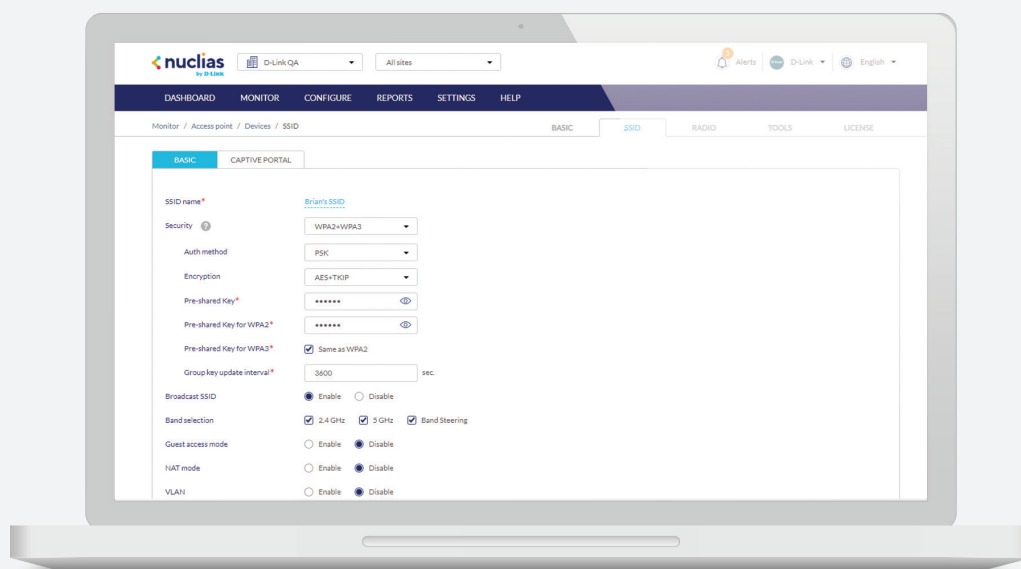 nuclias
by D-Link
D-Link QA
All sites
Alerts
D-Link
English
DASHBOARD MONITOR CONFIGURE REPORTS SETTINGS HELP
Monitor / Access point / Devices / SSID
BASIC SSID RADIO TOOLS LICENSE
BASIC CAPTIVE PORTAL
SSID name* Brian's SSID
Security ? WPA2+WPA3
Auth method PSK
Encryption AES+TKIP
Pre-shared Key* ••••••
Pre-shared Key for WPA2* ••••••
Pre-shared Key for WPA3* Same as WPA2
Group key update interval* 3600 sec.
Broadcast SSID Enable Disable
Band selection 2.4 GHz 5 GHz Band Steering
Guest access mode Enable Disable
NAT mode Enable Disable
VLAN Enable Disable